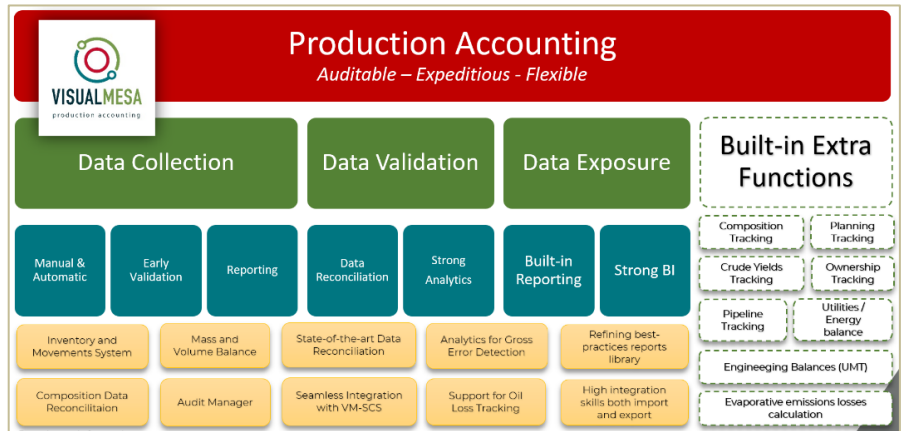 Production Accounting
Auditable – Expeditious - Flexible
VISUALMESA
production accounting
Data Collection
Data Validation
Data Exposure
Built-in Extra
Functions
Manual &
Automatic
Early
Validation
Reporting
Data
Reconciliation
Strong
Analytics
Built-in
Reporting
Strong BI
Composition
Tracking
Planning
Tracking
Crude Yields
Tracking
Ownership
Tracking
Pipeline
Tracking
Utilities /
Energy
balance
Engineeging Balances (UMT)
Evaporative emissions losses
calculation
Inventory and
Movements System
Mass and
Volume Balance
State-of-the-art Data
Reconciliation
Analytics for Gross
Error Detection
Refining best-
practices reports
library
Composition Data
Reconcilitaion
Audit Manager
Seamless Integration
with VM-SCS
Support for Oil
Loss Tracking
High integration
skills both import
and export